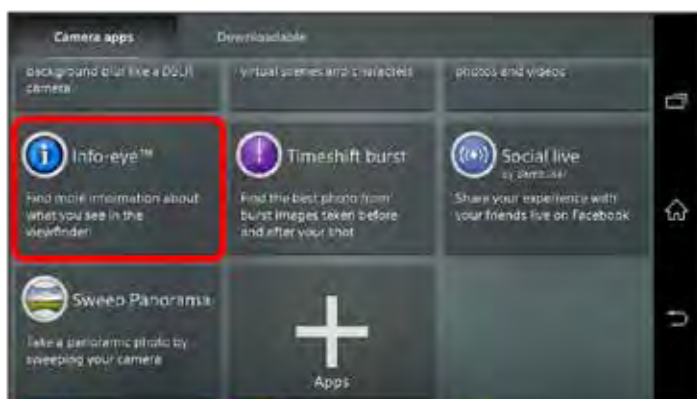 Camera apps
Downloadable
background blur like a DSLR
camera
virtual scenes and characters
photos and videos
Info-eye™
Find more information about
what you see in the
viewfinder
Timeshift burst
Find the best photo from
burst images taken before
and after your shot
Social live
by Bambuser
Share your experience with
your friends live on Facebook
Sweep Panorama
Take a panoramic photo by
sweeping your camera
Apps